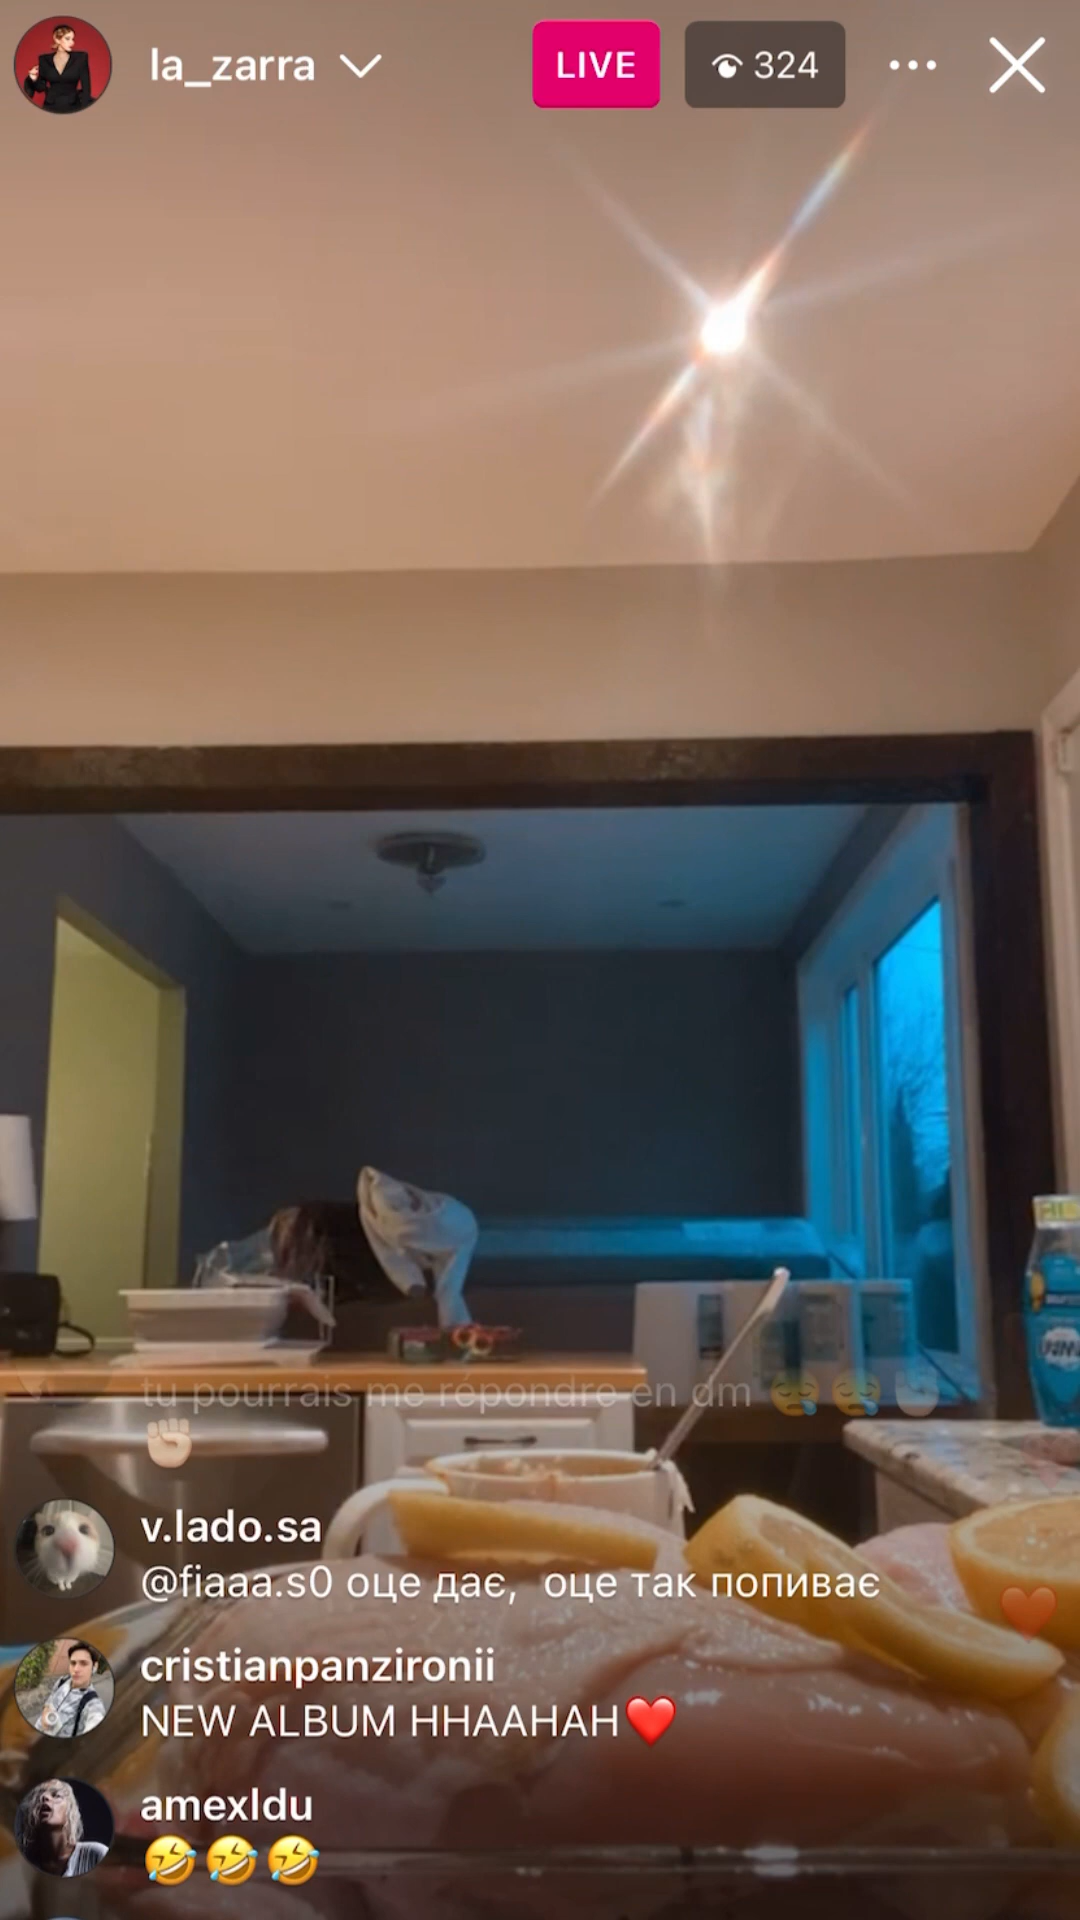 la_zarra
LIVE
324
tu pourrais me répondre en dm 😪 😪 ✊🏻
✊🏻
v.lado.sa
@fiaaa.s0 оце дає, оце так попиває
cristianpanzironii
NEW ALBUM HHAAHAH❤️
amexldu
🤣 🤣 🤣